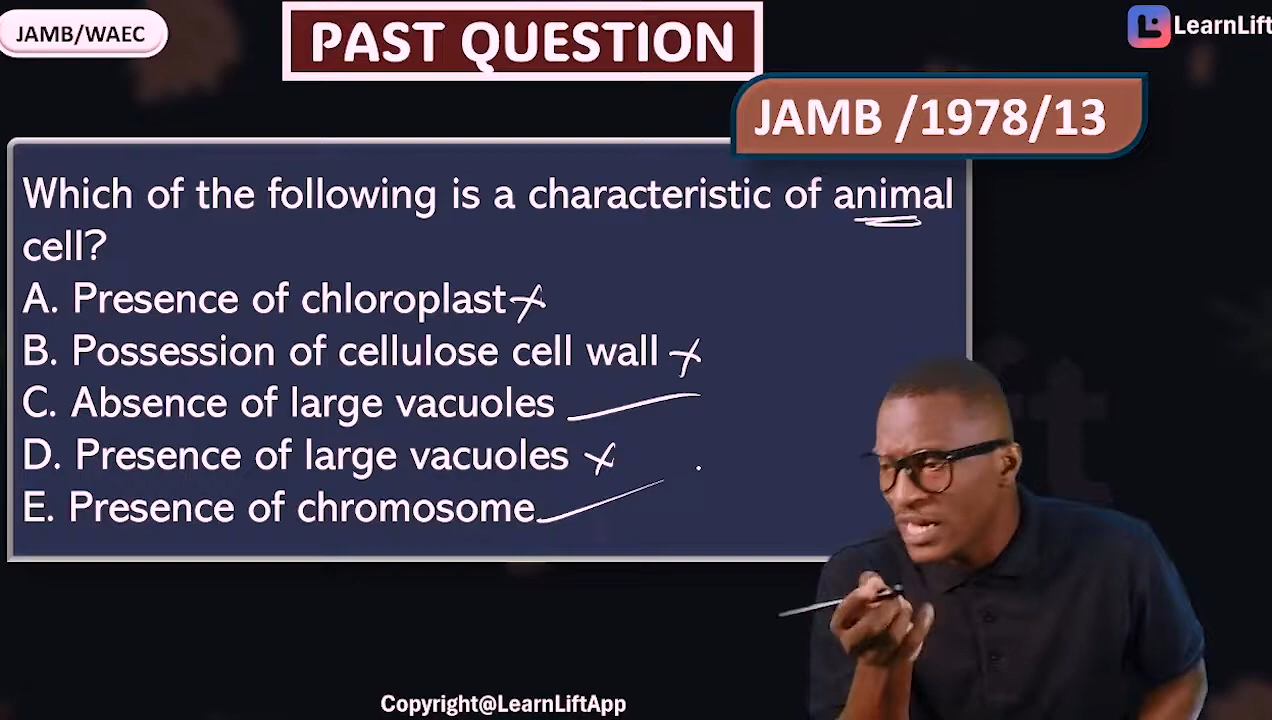 JAMB/WAEC
PAST QUESTION
LearnLift
JAMB /1978/13
Which of the following is a characteristic of animal
cell?
A. Presence of chloroplast
B. Possession of cellulose cell wall
C. Absence of large vacuoles
D. Presence of large vacuoles
E. Presence of chromosome
Copyright@LearnLiftApp